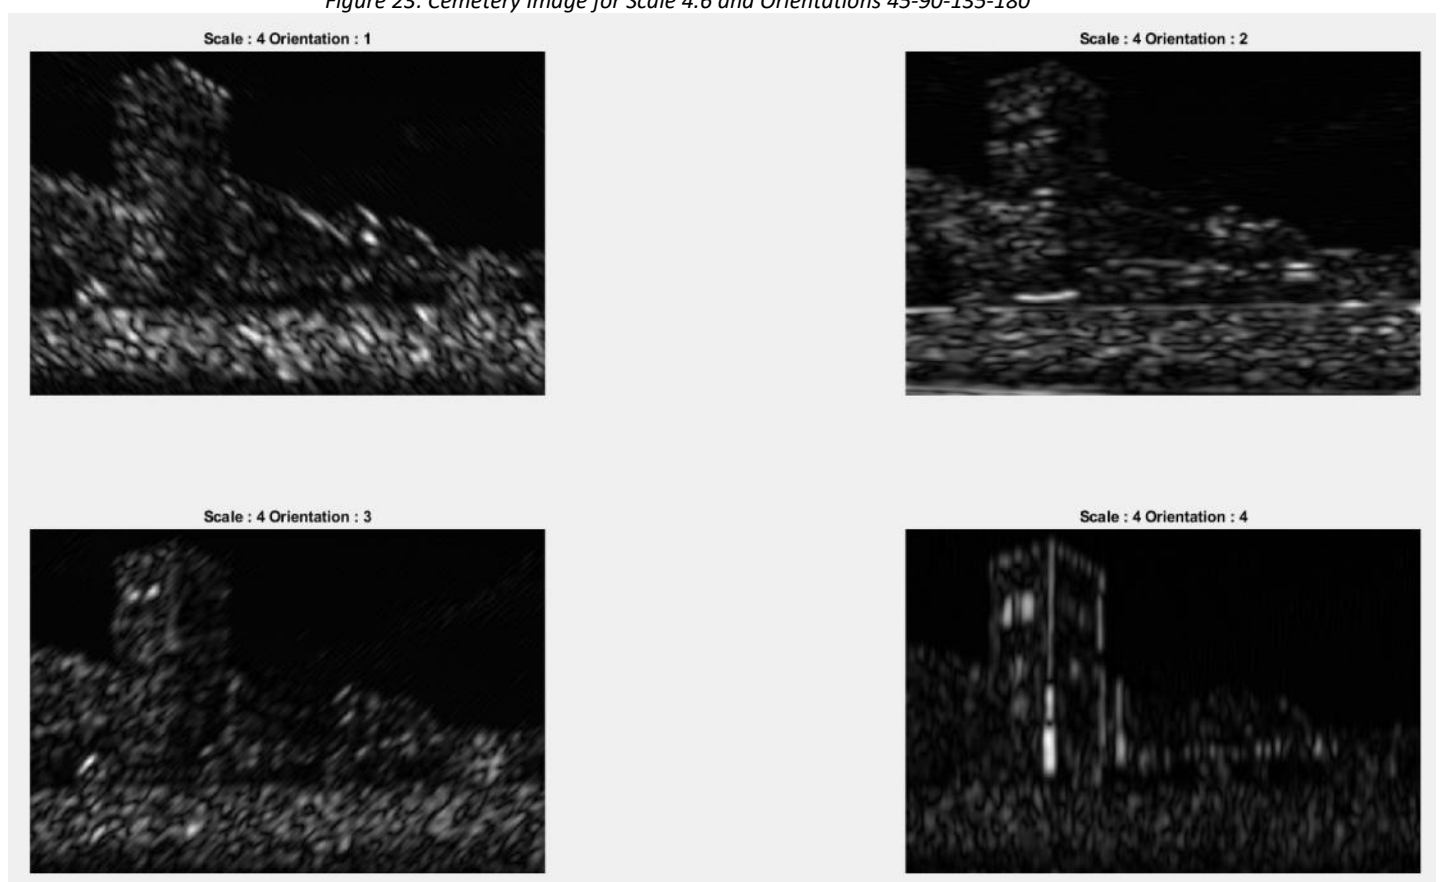 Figure 23: Cemetery Image for Scale 4.6 and Orientations 45-90-135-180
Scale : 4 Orientation : 1
Scale : 4 Orientation : 2
Scale : 4 Orientation : 3
Scale : 4 Orientation : 4